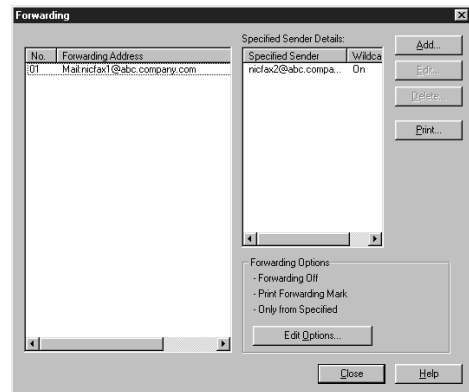 Forwarding
No. Forwarding Address
01 Mail:nicfax1@abc.company.com
Specified Sender Details:
Specified Sender Wildca
nicfax2@abc.compa... On
Add...
Edit...
Delete...
Print...
Forwarding Options
- Forwarding Off
- Print Forwarding Mark
- Only from Specified
Edit Options...
Close Help